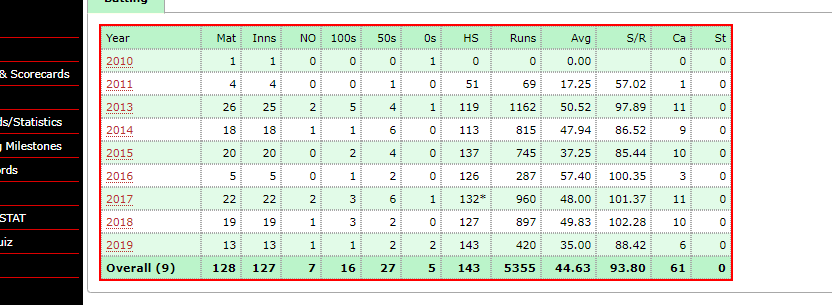 Batting
& Scorecards
ds/Statistics
g Milestones
ords
STAT
uiz
Year Mat Inns NO 100s 50s 0s HS Runs Avg S/R Ca St
2010 1 1 0 0 0 1 0 0 0.00 0 0
2011 4 4 0 0 1 0 51 69 17.25 57.02 1 0
2013 26 25 2 5 4 1 119 1162 50.52 97.89 11 0
2014 18 18 1 1 6 0 113 815 47.94 86.52 9 0
2015 20 20 0 2 4 0 137 745 37.25 85.44 10 0
2016 5 5 0 1 2 0 126 287 57.40 100.35 3 0
2017 22 22 2 3 6 1 132* 960 48.00 101.37 11 0
2018 19 19 1 3 2 0 127 897 49.83 102.28 10 0
2019 13 13 1 1 2 2 143 420 35.00 88.42 6 0
Overall (9) 128 127 7 16 27 5 143 5355 44.63 93.80 61 0